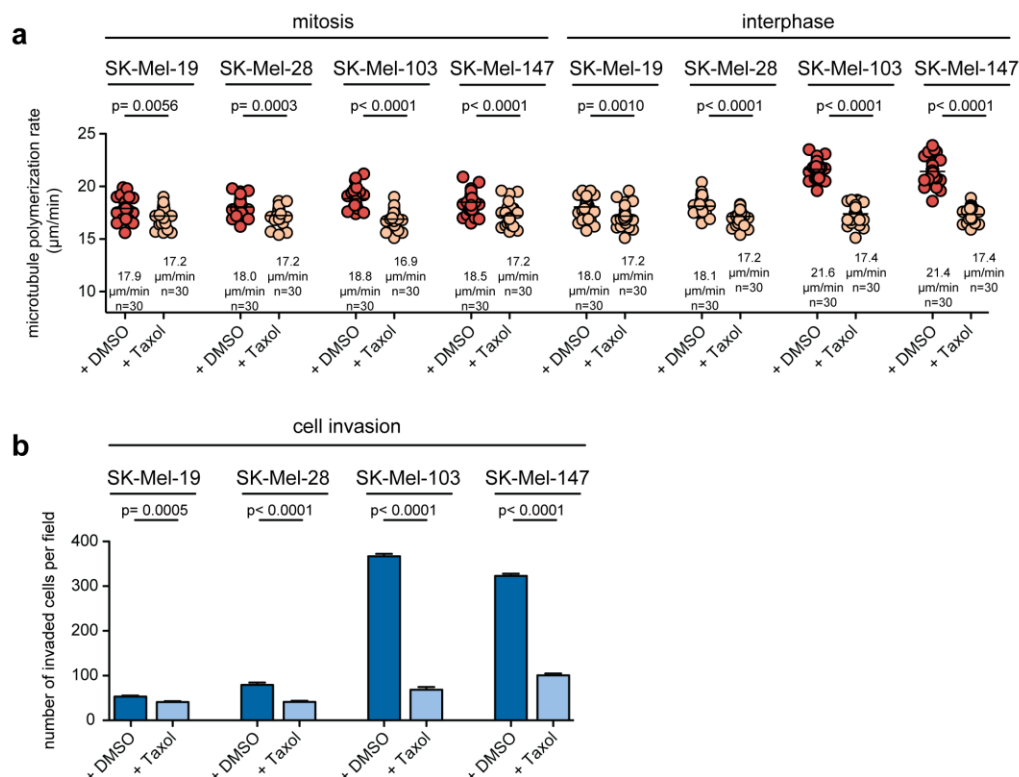 a
mitosis
interphase
SK-Mel-19
SK-Mel-28
SK-Mel-103
SK-Mel-147
SK-Mel-19
SK-Mel-28
SK-Mel-103
SK-Mel-147
p= 0.0056
p= 0.0003
p< 0.0001
p< 0.0001
p= 0.0010
p< 0.0001
p< 0.0001
p< 0.0001
microtubule polymerization rate
(µm/min)
25
20
15
10
17.9
µm/min
n=30
17.2
µm/min
n=30
18.0
µm/min
n=30
17.2
µm/min
n=30
18.8
µm/min
n=30
16.9
µm/min
n=30
18.5
µm/min
n=30
17.2
µm/min
n=30
18.0
µm/min
n=30
17.2
µm/min
n=30
18.1
µm/min
n=30
17.2
µm/min
n=30
21.6
µm/min
n=30
17.4
µm/min
n=30
21.4
µm/min
n=30
17.4
µm/min
n=30
+ DMSO
+ Taxol
+ DMSO
+ Taxol
+ DMSO
+ Taxol
+ DMSO
+ Taxol
+ DMSO
+ Taxol
+ DMSO
+ Taxol
+ DMSO
+ Taxol
+ DMSO
+ Taxol
b
cell invasion
SK-Mel-19
SK-Mel-28
SK-Mel-103
SK-Mel-147
p= 0.0005
p< 0.0001
p< 0.0001
p< 0.0001
number of invaded cells per field
400
300
100
0
+ DMSO
+ Taxol
+ DMSO
+ Taxol
+ DMSO
+ Taxol
+ DMSO
+ Taxol